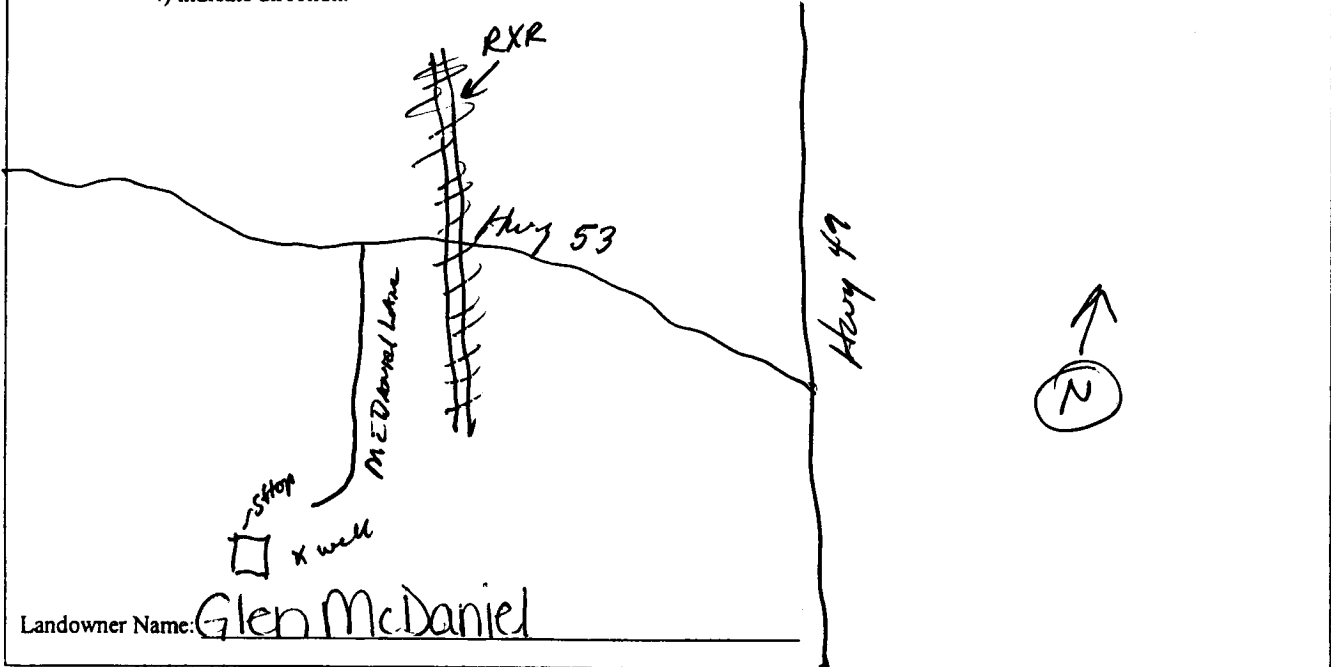 RXR
Hwy 53
Hwy 49
McDaniel Lane
N
Shop
x well
Landowner Name: Glen McDaniel